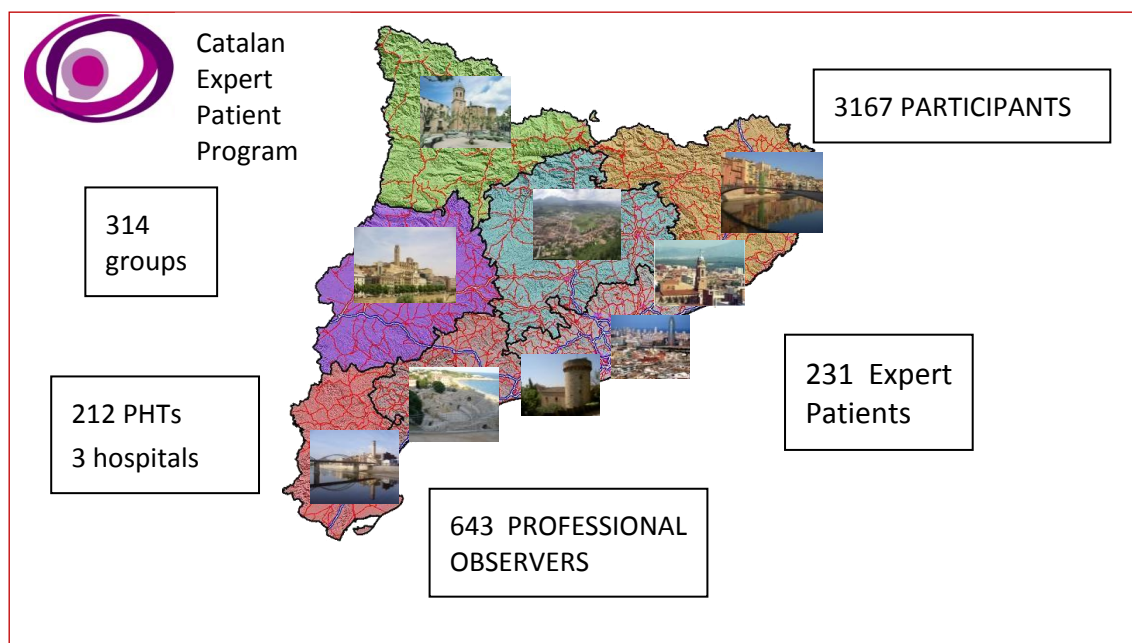 Catalan
Expert
Patient
Program
3167 PARTICIPANTS
314
groups
231 Expert
Patients
212 PHTs
3 hospitals
643 PROFESSIONAL
OBSERVERS